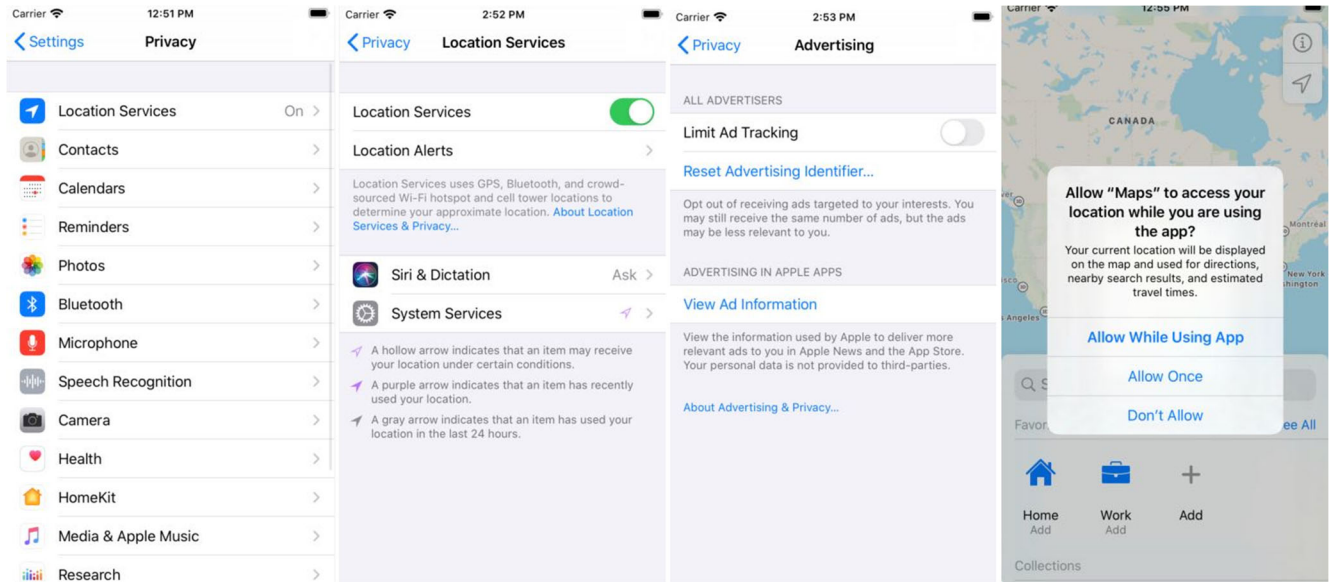 Carrier 12:51 PM
Settings Privacy
Location Services On
Contacts
Calendars
Reminders
Photos
Bluetooth
Microphone
Speech Recognition
Camera
Health
HomeKit
Media & Apple Music
Research
Carrier 2:52 PM
Privacy Location Services
Location Services
Location Alerts
Location Services uses GPS, Bluetooth, and crowd-
sourced Wi-Fi hotspot and cell tower locations to
determine your approximate location. About Location
Services & Privacy...
Siri & Dictation Ask
System Services
A hollow arrow indicates that an item may receive
your location under certain conditions.
A purple arrow indicates that an item has recently
used your location.
A gray arrow indicates that an item has used your
location in the last 24 hours.
Carrier 2:53 PM
Privacy Advertising
ALL ADVERTISERS
Limit Ad Tracking
Reset Advertising Identifier...
Opt out of receiving ads targeted to your interests. You
may still receive the same number of ads, but the ads
may be less relevant to you.
ADVERTISING IN APPLE APPS
View Ad Information
View the information used by Apple to deliver more
relevant ads to you in Apple News and the App Store.
Your personal data is not provided to third-parties.
About Advertising & Privacy...
Carrier 12:55 PM
CANADA
Allow “Maps” to access your
location while you are using
the app?
Your current location will be displayed
on the map and used for directions,
nearby search results, and estimated
travel times.
Montréal
New York
Angeles
Allow While Using App
Allow Once
Don’t Allow
Home
Add
Work
Add
Add
Collections